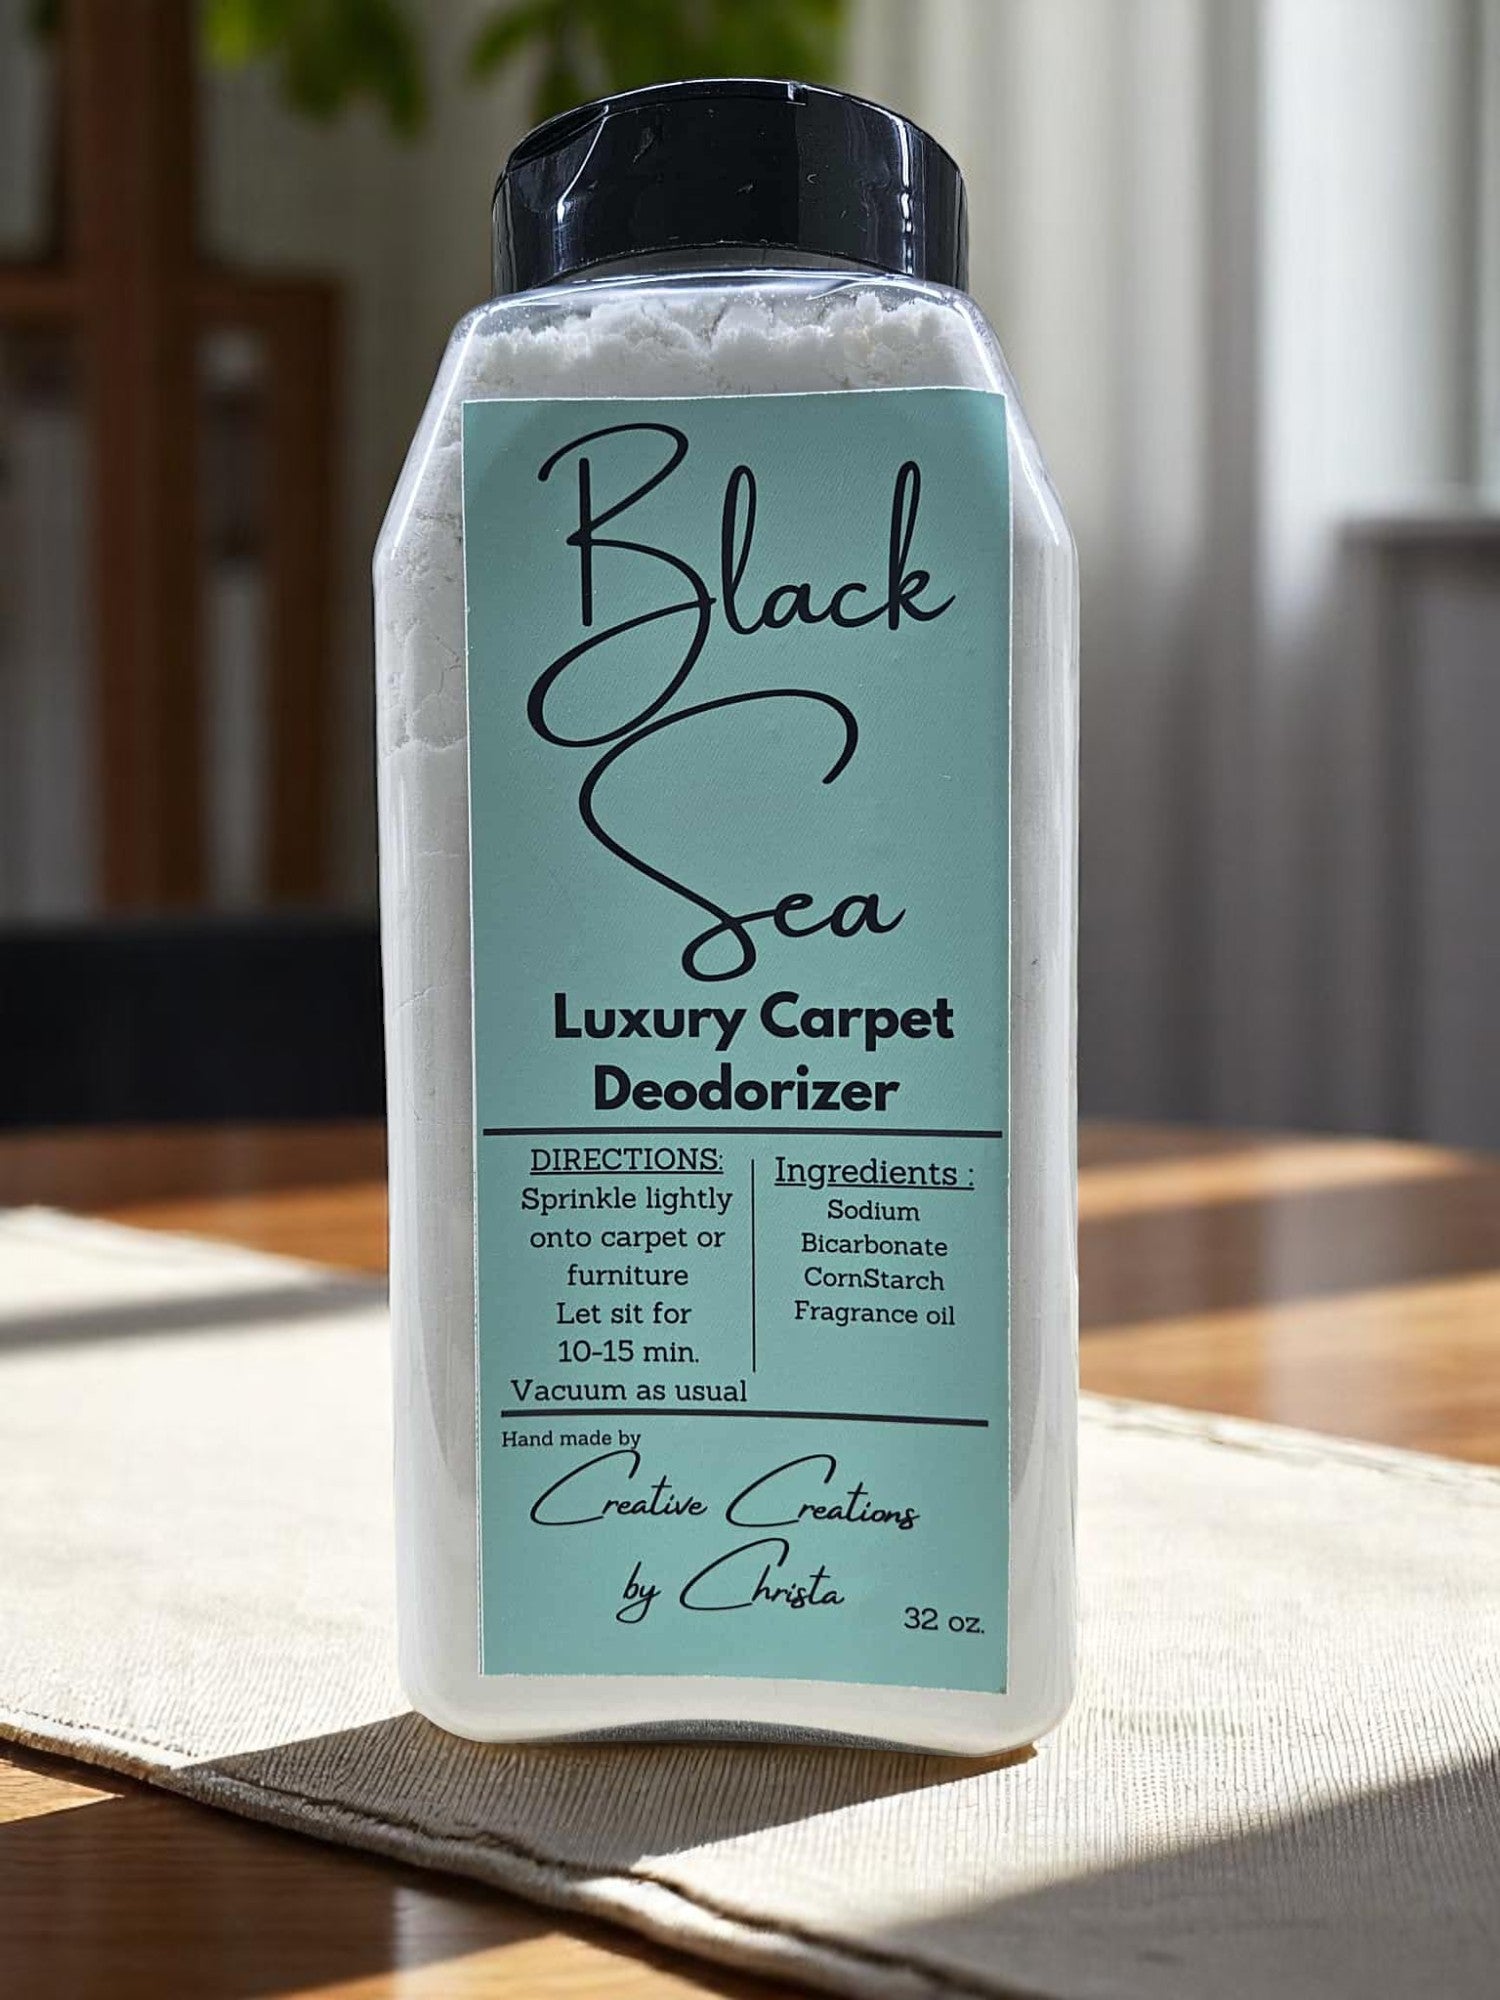 Black
Sea
Luxury Carpet
Deodorizer
DIRECTIONS:
Sprinkle lightly
onto carpet or
furniture
Let sit for
10-15 min.
Vacuum as usual
Ingredients :
Sodium
Bicarbonate
CornStarch
Fragrance oil
Hand made by
Creative Creations
by Christa
32 oz.